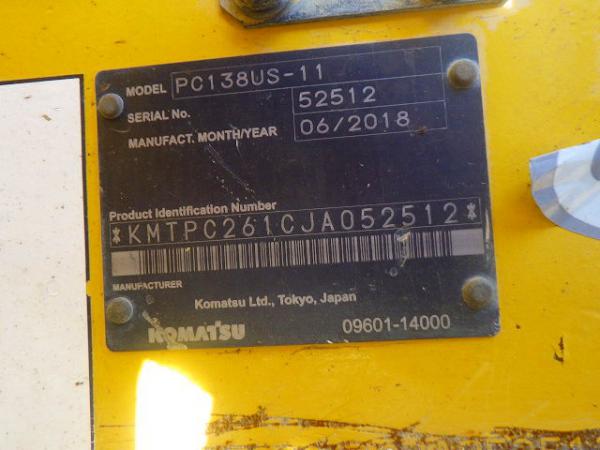 MODEL PC138US-11
SERIAL No. 52512
MANUFACT. MONTH/YEAR 06/2018
Product Identification Number
*KMTPC261CJA052512*
MANUFACTURER
Komatsu Ltd., Tokyo, Japan
KOMATSU 09601-14000